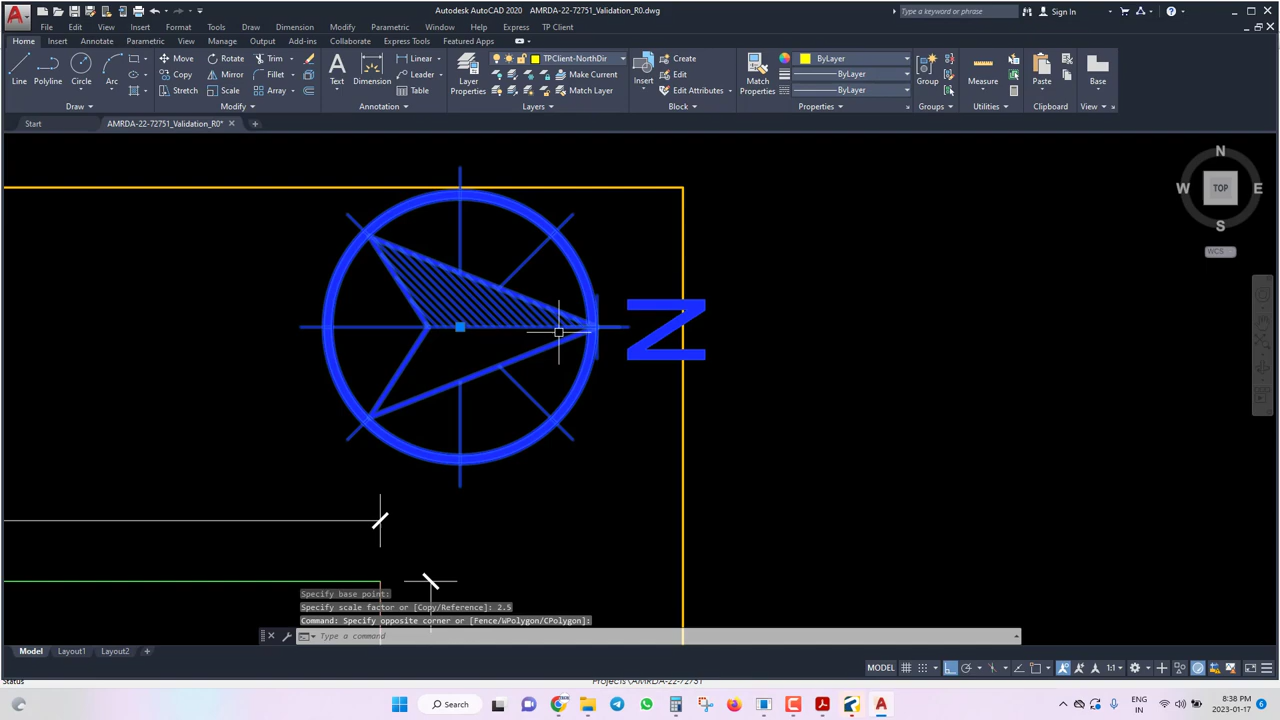 Autodesk AutoCAD 2020 AMRDA-22-72751_Validation_R0.dwg
Type a keyword or phrase
Sign In
File Edit View Insert Format Tools Draw Dimension Modify Parametric Window Help Express TP Client
Home Insert Annotate Parametric View Manage Output Add-ins Collaborate Express Tools Featured Apps
Line Polyline Circle Arc
Move Rotate Trim
Copy Mirror Fillet
Stretch Scale Array
Text Dimension
Linear
Leader
Table
Layer Properties
TPClient-NorthDir
Make Current
Match Layer
Insert
Create
Edit
Edit Attributes
Match Properties
ByLayer
ByLayer
ByLayer
Group
Measure
Paste
Base
Draw Modify Annotation Layers Block Properties Groups Utilities Clipboard View
Start AMRDA-22-72751_Validation_R0*
N
W TOP E
S
WCS
N
Specify base point:
Specify scale factor or [Copy/Reference]: 2.5
Command: Specify opposite corner or [Fence/WPolygon/CPolygon]:
Type a command
Model Layout1 Layout2
MODEL 1:1
Status Projects\AMRDA-22-72751
Search
ENG
IN
8:38 PM
2023-01-17
6